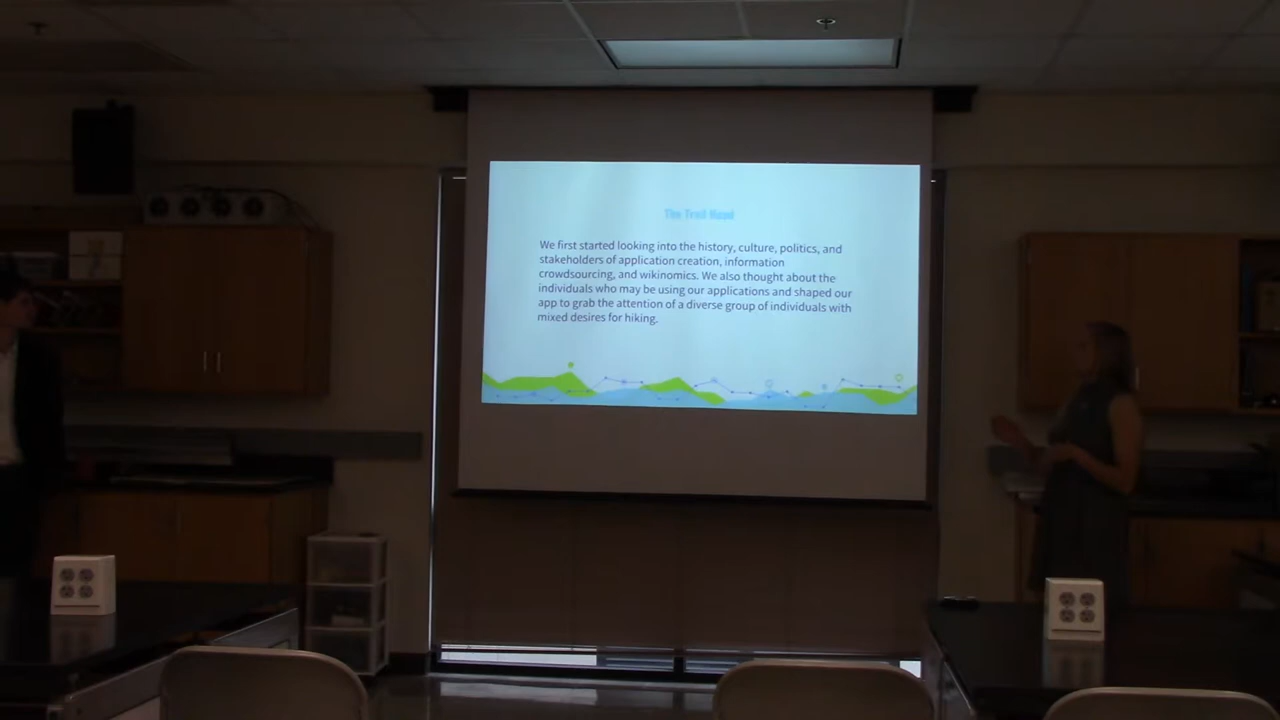 The Trail Head
We first started looking into the history, culture, politics, and
stakeholders of application creation, information
crowdsourcing, and wikinomics. We also thought about the
individuals who may be using our applications and shaped our
app to grab the attention of a diverse group of individuals with
mixed desires for hiking.